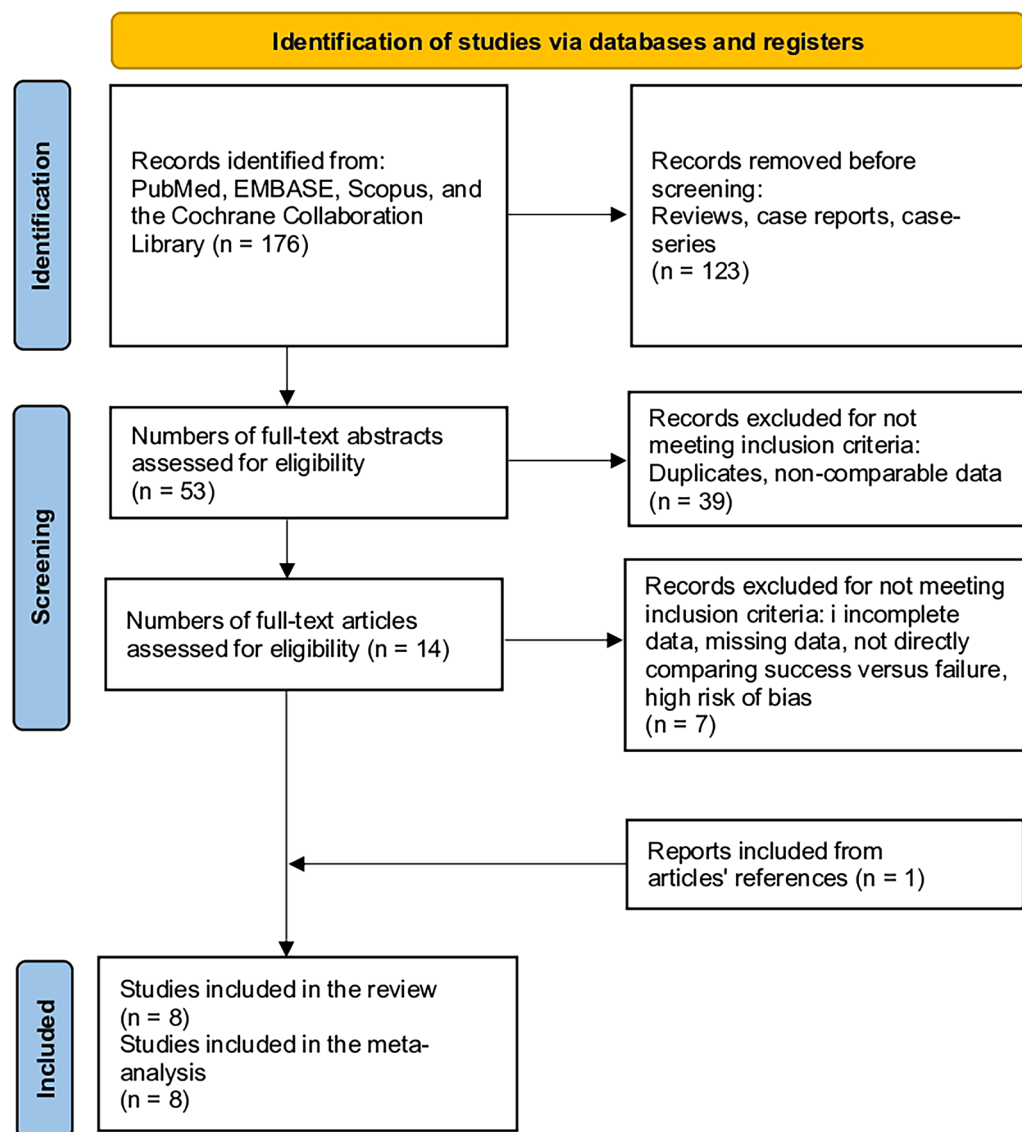 Identification of studies via databases and registers
Identification
Records identified from:
PubMed, EMBASE, Scopus, and
the Cochrane Collaboration
Library (n = 176)
Records removed before
screening:
Reviews, case reports, case-
series
(n = 123)
Screening
Numbers of full-text abstracts
assessed for eligibility
(n = 53)
Records excluded for not
meeting inclusion criteria:
Duplicates, non-comparable data
(n = 39)
Numbers of full-text articles
assessed for eligibility (n = 14)
Records excluded for not meeting
inclusion criteria: i incomplete
data, missing data, not directly
comparing success versus failure,
high risk of bias
(n = 7)
Reports included from
articles' references (n = 1)
Included
Studies included in the review
(n = 8)
Studies included in the meta-
analysis
(n = 8)